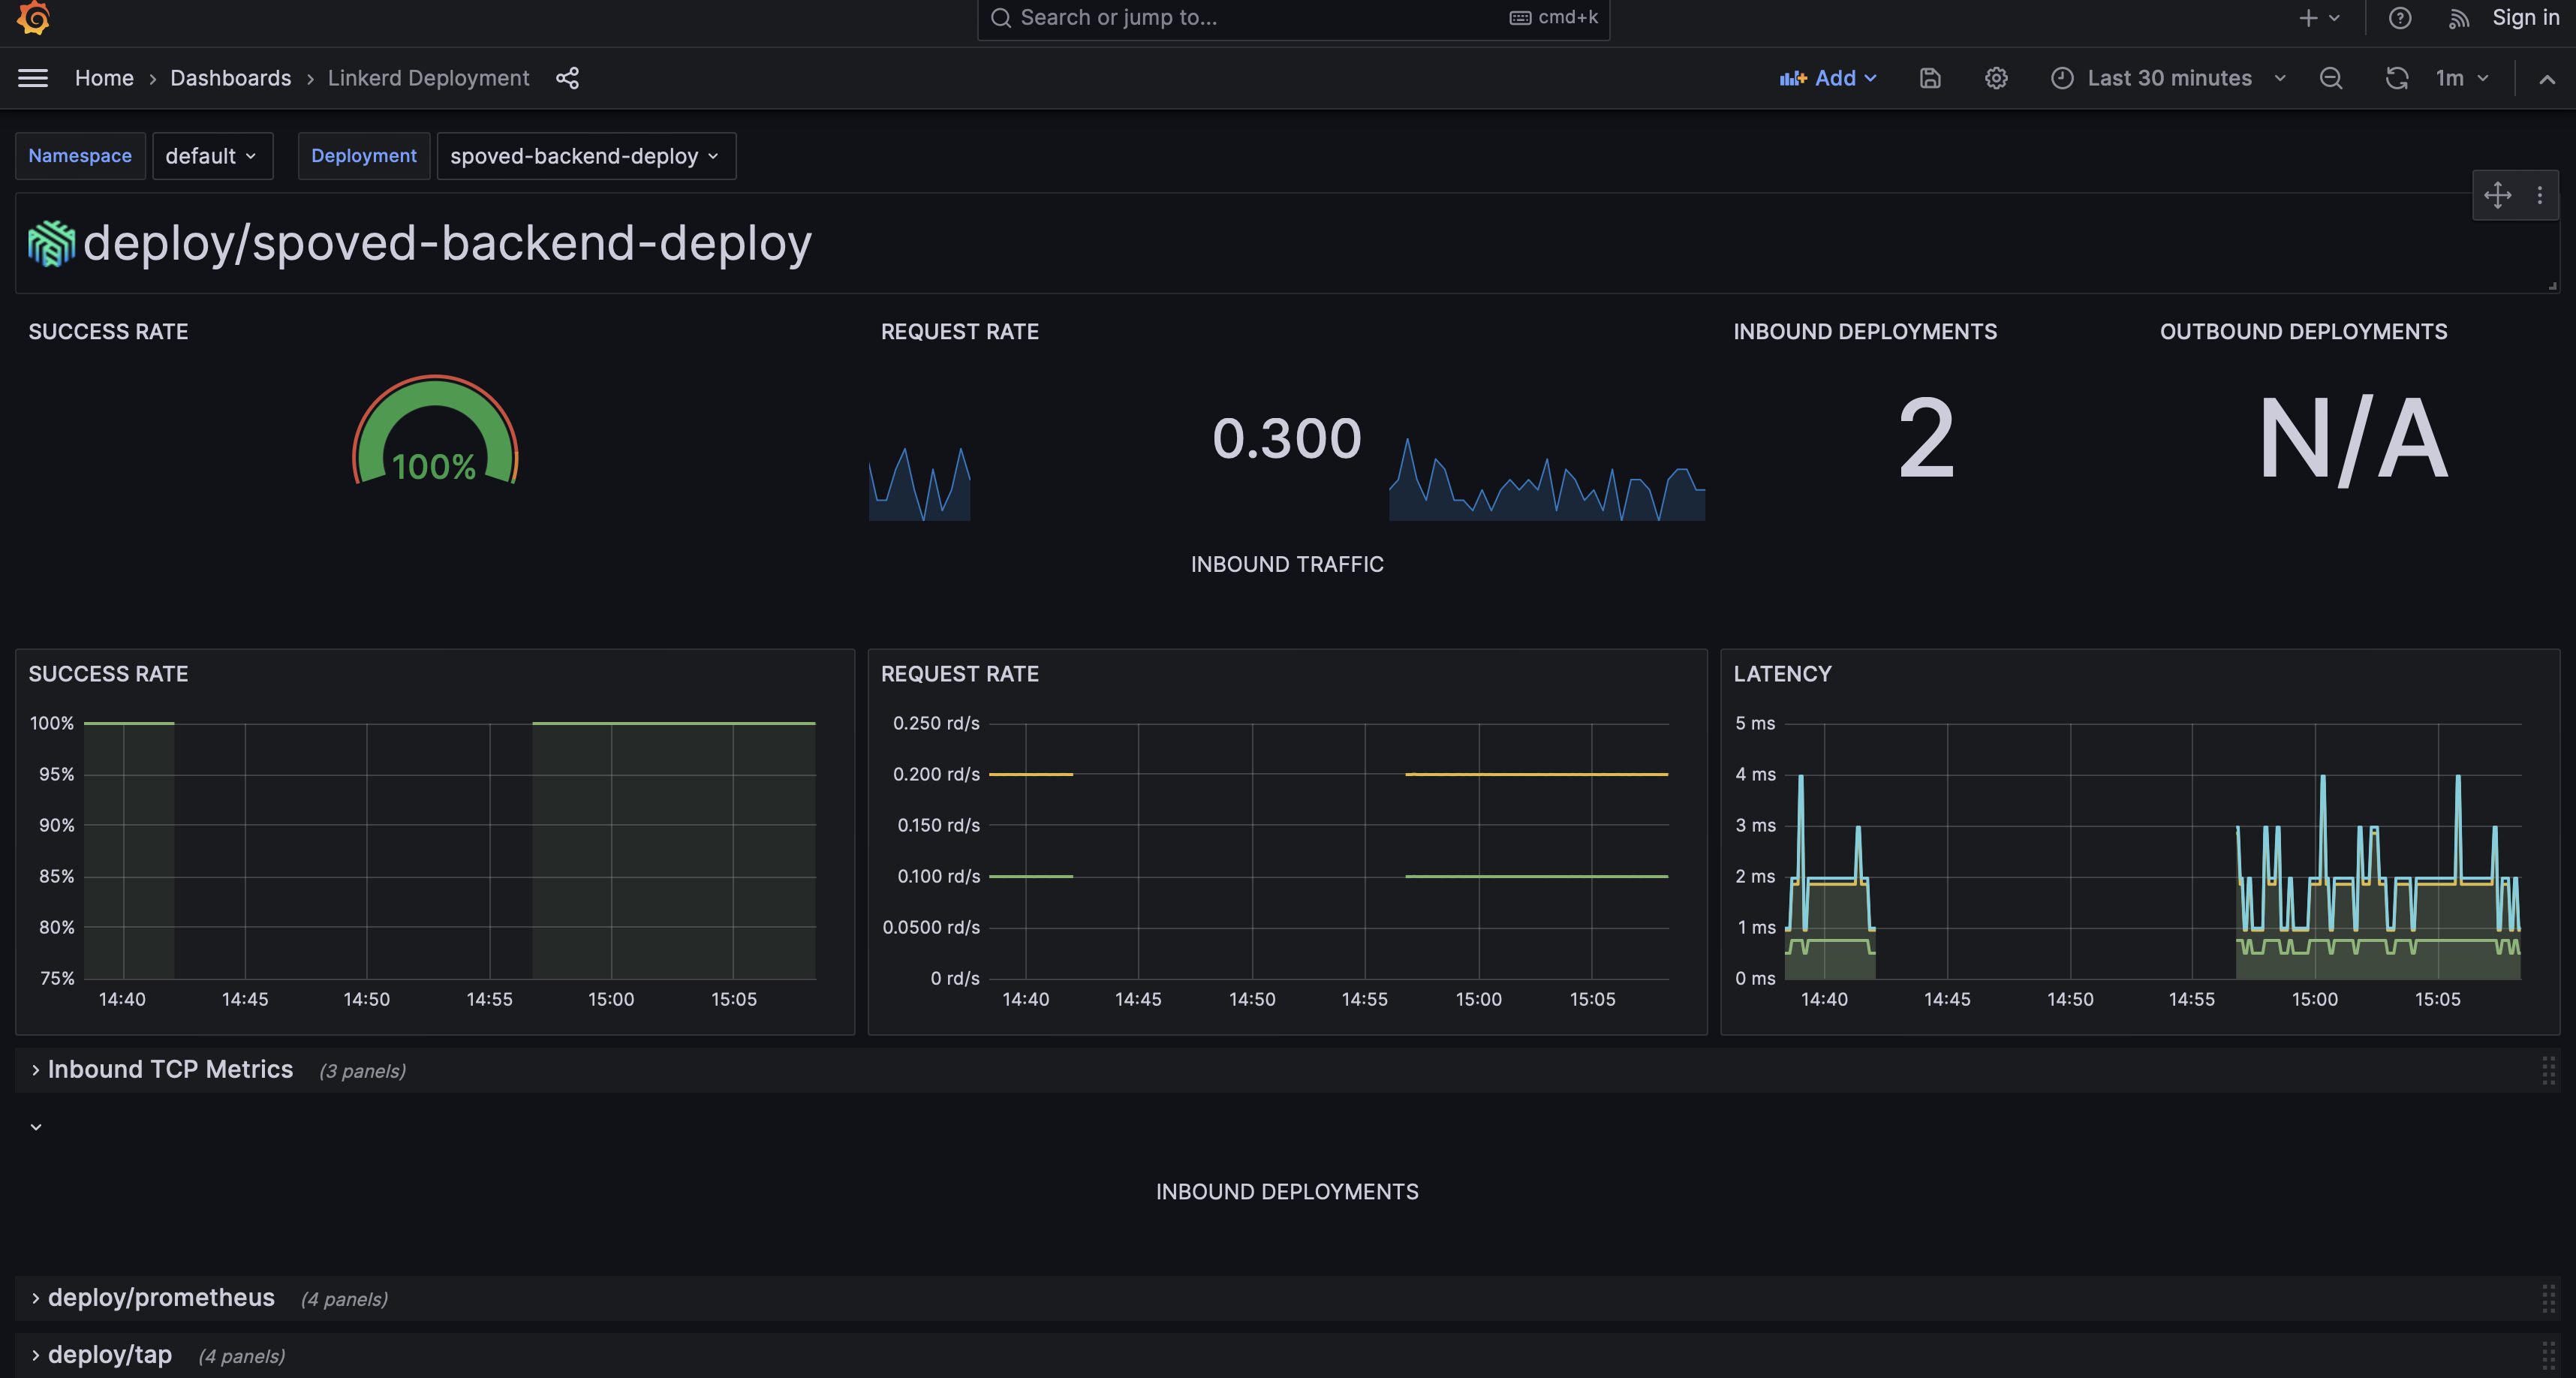 Search or jump to... cmd+k Sign in
Home › Dashboards › Linkerd Deployment Add Last 30 minutes 1m
Namespace default Deployment spoved-backend-deploy
deploy/spoved-backend-deploy
SUCCESS RATE REQUEST RATE INBOUND DEPLOYMENTS OUTBOUND DEPLOYMENTS
100% 0.300 2 N/A
INBOUND TRAFFIC
SUCCESS RATE
100%
95%
90%
85%
80%
75%
14:40 14:45 14:50 14:55 15:00 15:05
REQUEST RATE
0.250 rd/s
0.200 rd/s
0.150 rd/s
0.100 rd/s
0.0500 rd/s
0 rd/s
14:40 14:45 14:50 14:55 15:00 15:05
LATENCY
5 ms
4 ms
3 ms
2 ms
1 ms
0 ms
14:40 14:45 14:50 14:55 15:00 15:05
Inbound TCP Metrics (3 panels)
INBOUND DEPLOYMENTS
deploy/prometheus (4 panels)
deploy/tap (4 panels)